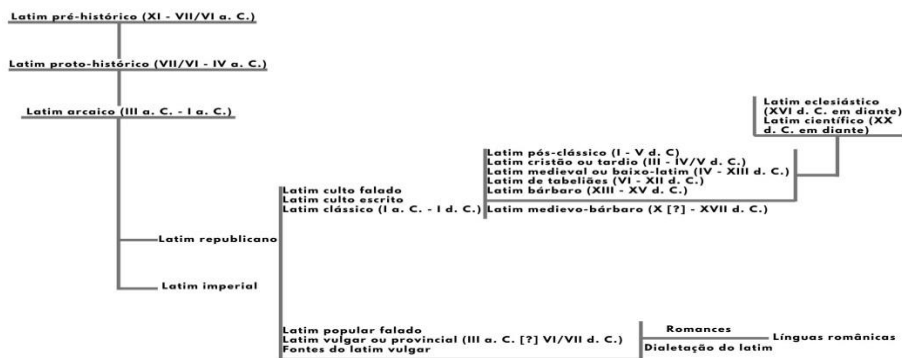 Latim pré-histórico (XI - VII/VI a. C.)
Latim proto-histórico (VII/VI - IV a. C.)
Latim arcaico (III a. C. - I a. C.)
Latim republicano
Latim imperial
Latim culto falado
Latim culto escrito
Latim clássico (I a. C. - I d. C.)
Latim pós-clássico (I - V d. C)
Latim cristão ou tardio (III - IV/V d. C.)
Latim medieval ou baixo-latim (IV - XIII d. C.)
Latim de tabeliães (VI - XII d. C.)
Latim bárbaro (XIII - XV d. C.)
Latim medievo-bárbaro (X [?] - XVII d. C.)
Latim eclesiástico
(XVI d. C. em diante)
Latim científico (XX
d. C. em diante)
Latim popular falado
Latim vulgar ou provincial (III a. C. [?] VI/VII d. C.)
Fontes do latim vulgar
Romances
Dialetação do latim
Línguas românicas